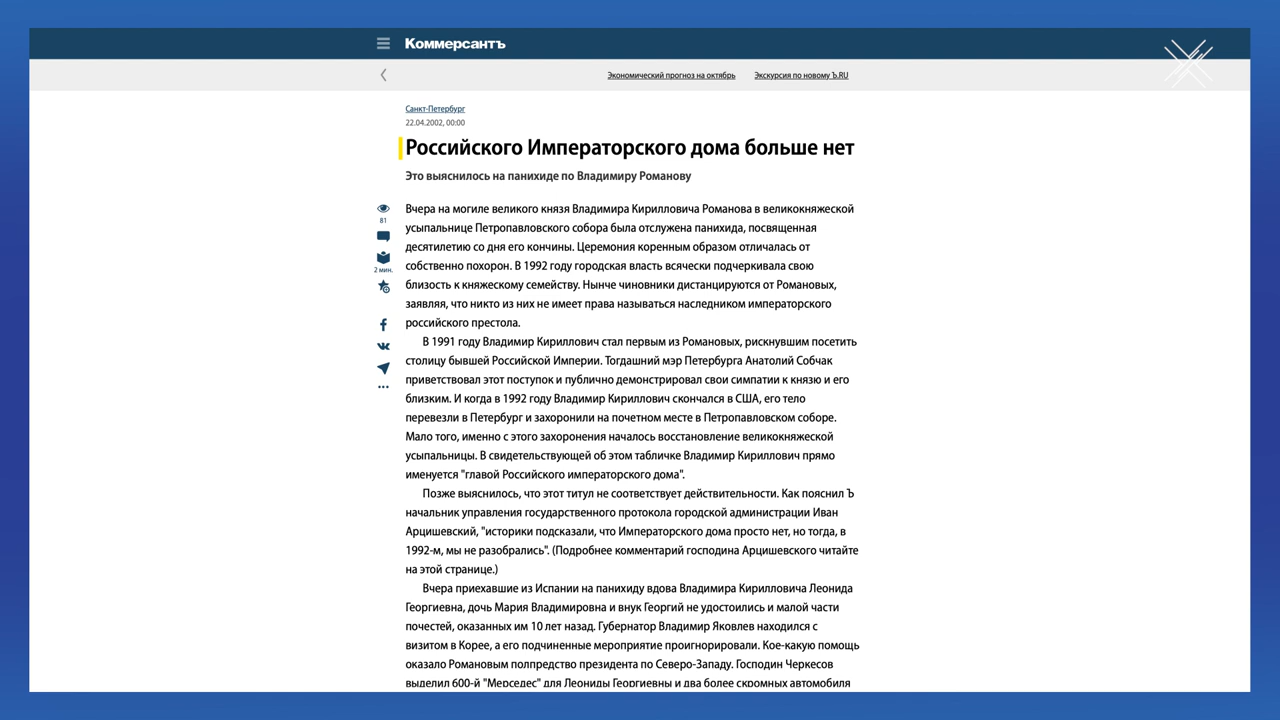 Коммерсантъ
Экономический прогноз на октябрь Экскурсия по новому Ъ.RU
Санкт-Петербург
22.04.2002, 00:00
Российского Императорского дома больше нет
Это выяснилось на панихиде по Владимиру Романову
81
2 мин.
Вчера на могиле великого князя Владимира Кирилловича Романова в великокняжеской
усыпальнице Петропавловского собора была отслужена панихида, посвященная
десятилетию со дня его кончины. Церемония коренным образом отличалась от
собственно похорон. В 1992 году городская власть всячески подчеркивала свою
близость к княжескому семейству. Нынче чиновники дистанцируются от Романовых,
заявляя, что никто из них не имеет права называться наследником императорского
российского престола.
В 1991 году Владимир Кириллович стал первым из Романовых, рискнувшим посетить
столицу бывшей Российской Империи. Тогдашний мэр Петербурга Анатолий Собчак
приветствовал этот поступок и публично демонстрировал свои симпатии к князю и его
близким. И когда в 1992 году Владимир Кириллович скончался в США, его тело
перевезли в Петербург и захоронили на почетном месте в Петропавловском соборе.
Мало того, именно с этого захоронения началось восстановление великокняжеской
усыпальницы. В свидетельствующей об этом табличке Владимир Кириллович прямо
именуется "главой Российского императорского дома".
Позже выяснилось, что этот титул не соответствует действительности. Как пояснил Ъ
начальник управления государственного протокола городской администрации Иван
Арцишевский, "историки подсказали, что Императорского дома просто нет, но тогда, в
1992-м, мы не разобрались". (Подробнее комментарий господина Арцишевского читайте
на этой странице.)
Вчера приехавшие из Испании на панихиду вдова Владимира Кирилловича Леонида
Георгиевна, дочь Мария Владимировна и внук Георгий не удостоились и малой части
почестей, оказанных им 10 лет назад. Губернатор Владимир Яковлев находился с
визитом в Корее, а его подчиненные мероприятие проигнорировали. Кое-какую помощь
оказало Романовым полпредство президента по Северо-Западу. Господин Черкесов
выделил 600-й "Мерседес" для Леониды Георгиевны и два более скромных автомобиля